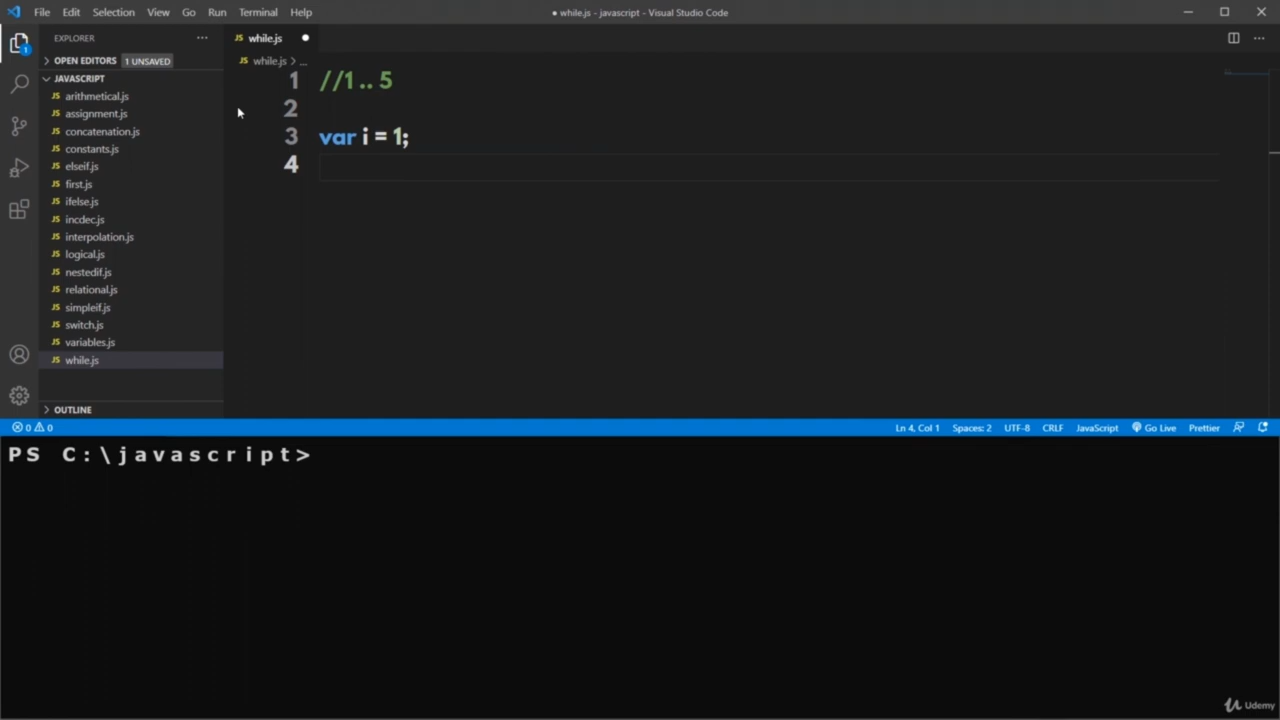 File Edit Selection View Go Run Terminal Help
● while.js - javascript - Visual Studio Code
EXPLORER
while.js
OPEN EDITORS 1 UNSAVED
while.js > ...
JAVASCRIPT
arithmetical.js
assignment.js
concatenation.js
constants.js
elseif.js
first.js
ifelse.js
incdec.js
interpolation.js
logical.js
nestedif.js
relational.js
simpleif.js
switch.js
variables.js
while.js
OUTLINE
1 //1 .. 5
2
3 var i = 1;
4
0 0
Ln 4, Col 1 Spaces: 2 UTF-8 CRLF JavaScript Go Live Prettier
PS C:\javascript>
Udemy